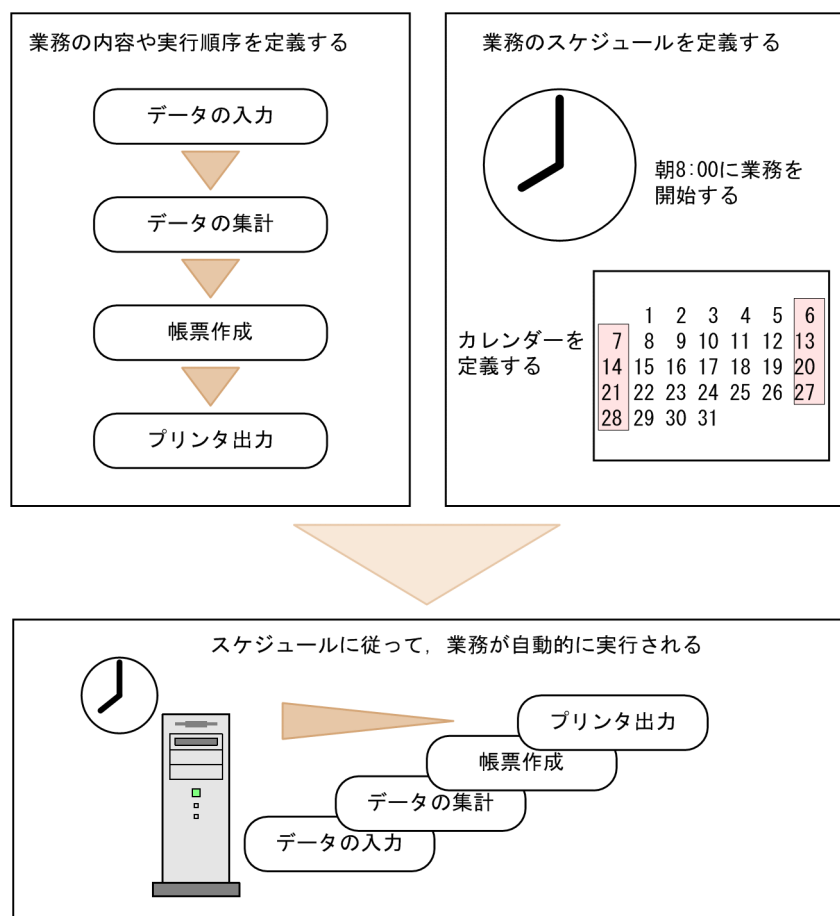 業務の内容や実行順序を定義する
データの入力
データの集計
帳票作成
プリンタ出力
業務のスケジュールを定義する
朝8:00に業務を
開始する
カレンダーを
定義する
1 2 3 4 5 6
7 8 9 10 11 12 13
14 15 16 17 18 19 20
21 22 23 24 25 26 27
28 29 30 31
スケジュールに従って，業務が自動的に実行される
プリンタ出力
帳票作成
データの集計
データの入力